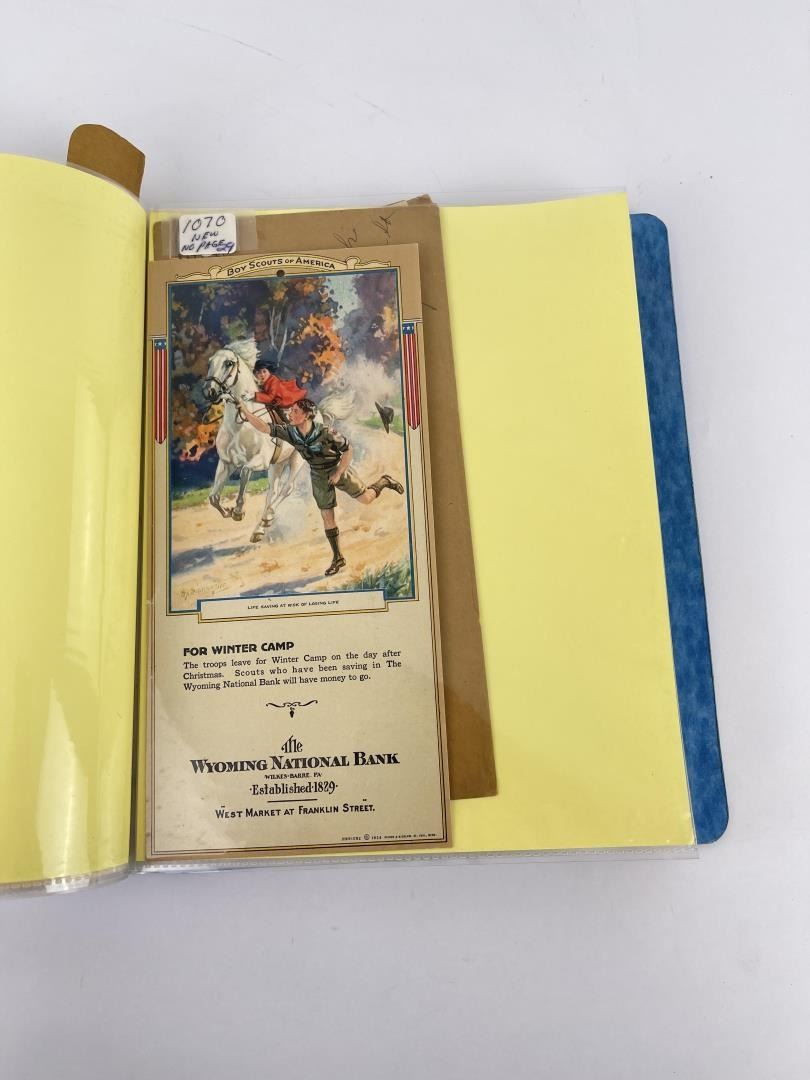 1070
NEW
NO PAGE
BOY SCOUTS OF AMERICA
LIFE SAVING AT RISK OF LOSING LIFE
FOR WINTER CAMP
The troops leave for Winter Camp on the day after
Christmas. Scouts who have been saving in The
Wyoming National Bank will have money to go.
The
WYOMING NATIONAL BANK
WILKES-BARRE, PA.
·Established·1829·
WEST MARKET AT FRANKLIN STREET.